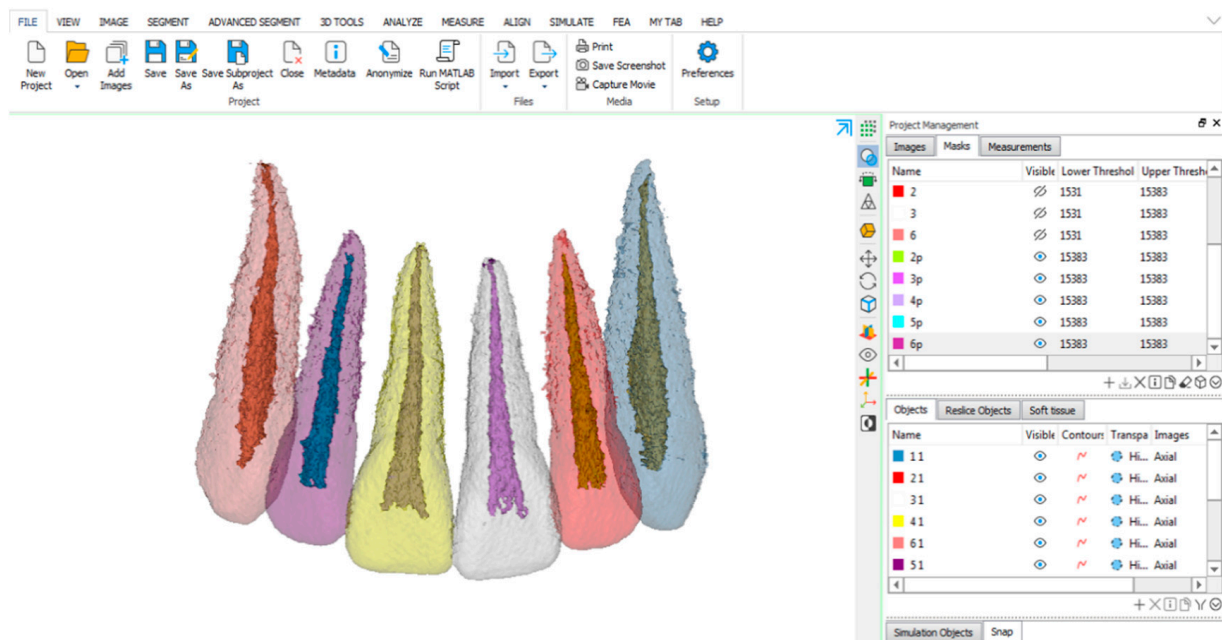 FILE VIEW IMAGE SEGMENT ADVANCED SEGMENT 3D TOOLS ANALYZE MEASURE ALIGN SIMULATE FEA MY TAB HELP
New Project Open Add Images Save Save As Save Subproject As Close Metadata Anonymize Run MATLAB Script Import Export Print Save Screenshot Capture Movie Preferences
Project Files Media Setup
Project Management
Images Masks Measurements
Name Visible Lower Threshol Upper Thresh
2 1531 15383
3 1531 15383
6 1531 15383
2p 15383 15383
3p 15383 15383
4p 15383 15383
5p 15383 15383
6p 15383 15383
Objects Reslice Objects Soft tissue
Name Visible Contours Transpa Images
11 Hi... Axial
21 Hi... Axial
31 Hi... Axial
41 Hi... Axial
61 Hi... Axial
51 Hi... Axial
Simulation Objects Snap